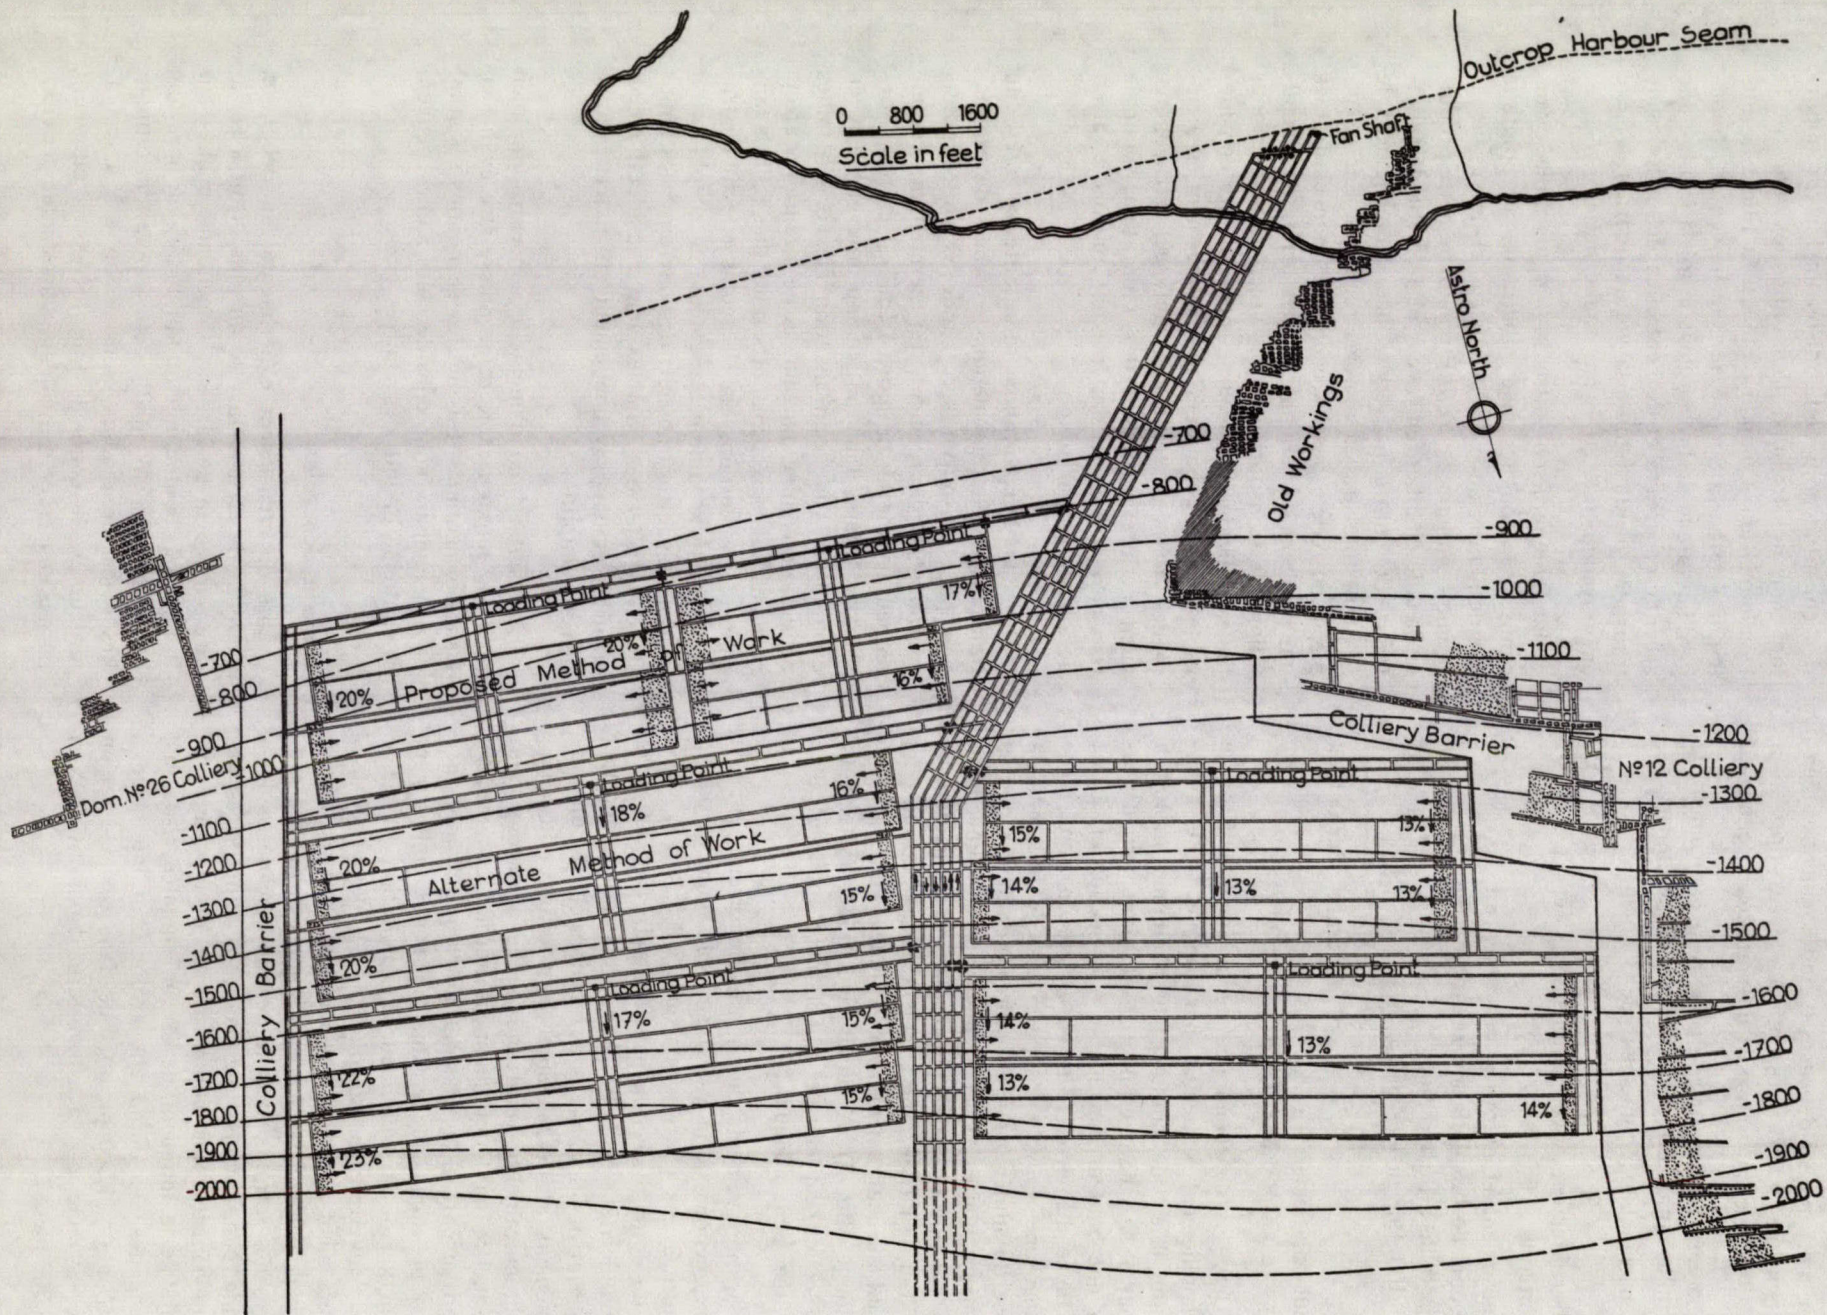 Outcrop Harbour Seam
0 800 1600
Scale in feet
Fan Shaft
Astro North
Old Workings
-700
-800
-900
-1000
-1100
-1200
-1300
-1400
-1500
-1600
-1700
-1800
-1900
-2000
Loading Point
17%
Loading Point
20%
Proposed Method of Work
20%
16%
-700
-800
-900
-1000
Dom. Nº 26 Colliery
-1100
-1200
-1300
-1400
-1500
-1600
-1700
-1800
-1900
-2000
Colliery Barrier
Colliery Barrier
Nº 12 Colliery
Loading Point
16%
18%
20%
Alternate Method of Work
15%
20%
Loading Point
17%
15%
22%
15%
23%
Loading Point
15%
13%
14%
13%
13%
Loading Point
14%
13%
13%
14%